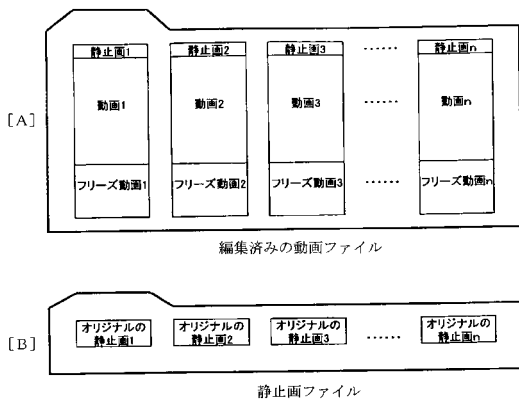 静止画1 静止画2 静止画3 …… 静止画n
[A] 動画1 動画2 動画3 …… 動画n
フリーズ動画1 フリーズ動画2 フリーズ動画3 …… フリーズ動画n
編集済みの動画ファイル
[B] オリジナルの オリジナルの オリジナルの オリジナルの
静止画1 静止画2 静止画3 …… 静止画n
静止画ファイル